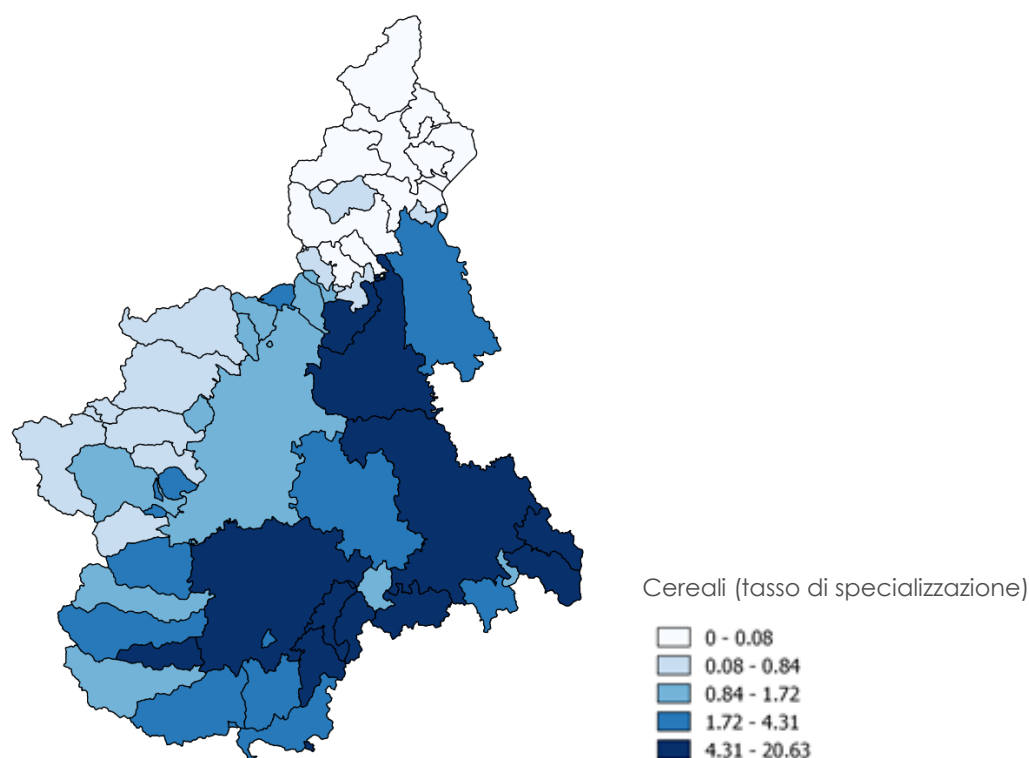 Cereali (tasso di specializzazione)
0 - 0.08
0.08 - 0.84
0.84 - 1.72
1.72 - 4.31
4.31 - 20.63